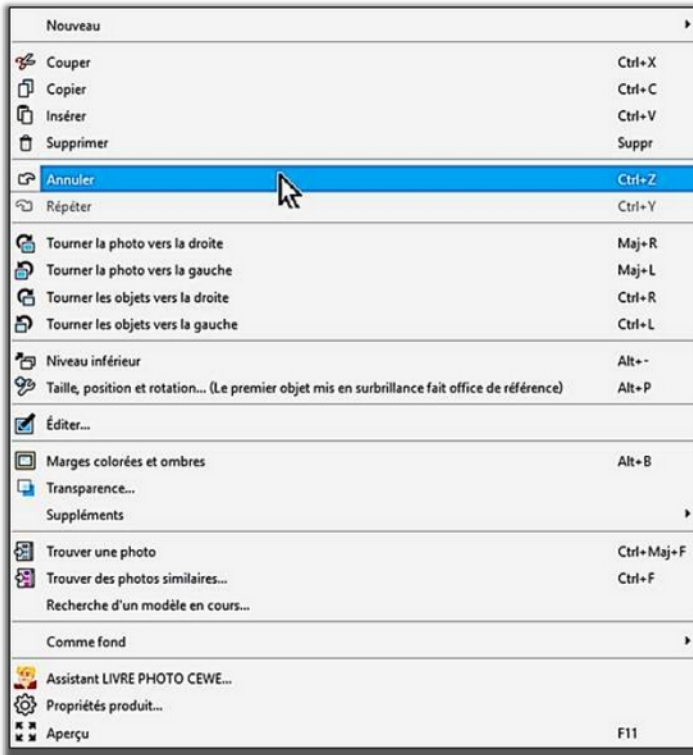 Nouveau
Couper Ctrl+X
Copier Ctrl+C
Insérer Ctrl+V
Supprimer Suppr
Annuler Ctrl+Z
Répéter Ctrl+Y
Tourner la photo vers la droite Maj+R
Tourner la photo vers la gauche Maj+L
Tourner les objets vers la droite Ctrl+R
Tourner les objets vers la gauche Ctrl+L
Niveau inférieur Alt+-
Taille, position et rotation... (Le premier objet mis en surbrillance fait office de référence) Alt+P
Éditer...
Marges colorées et ombres Alt+B
Transparence...
Suppléments
Trouver une photo Ctrl+Maj+F
Trouver des photos similaires... Ctrl+F
Recherche d'un modèle en cours...
Comme fond
Assistant LIVRE PHOTO CEWE...
Propriétés produit...
Aperçu F11